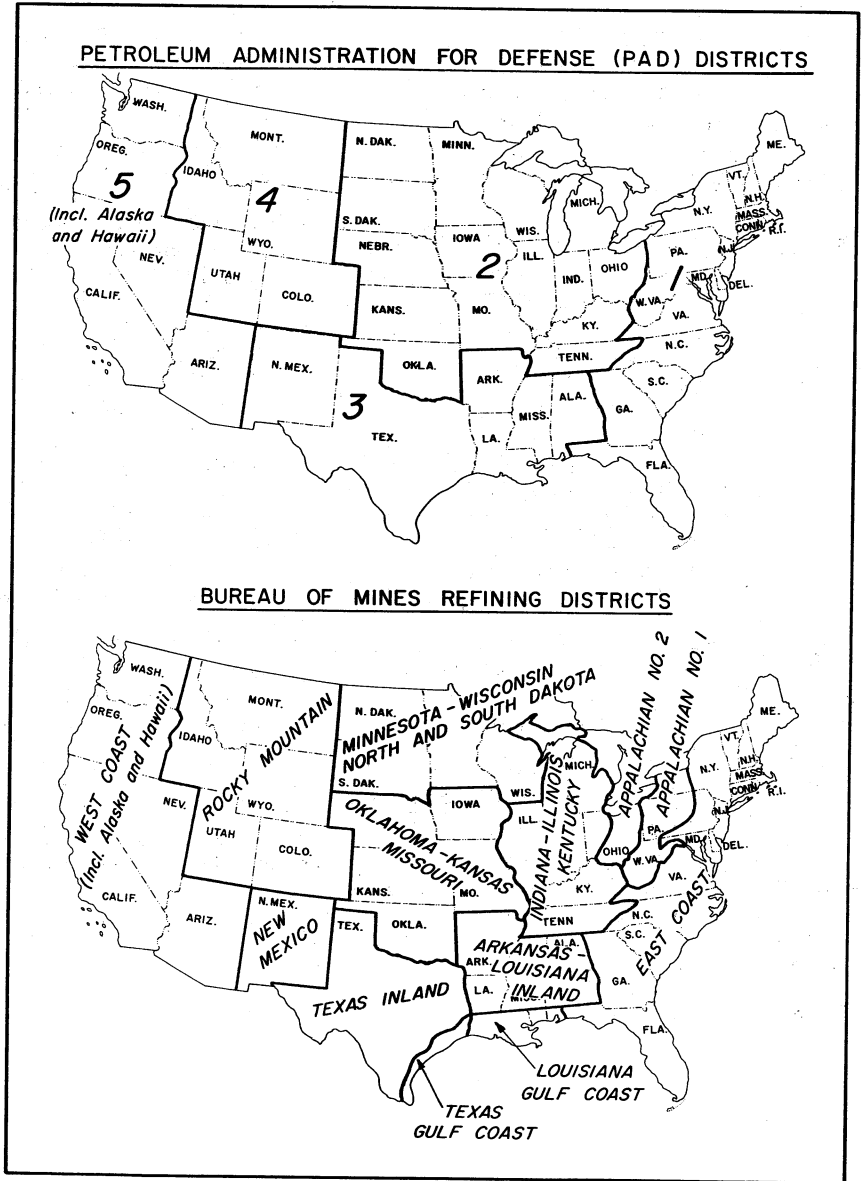 PETROLEUM ADMINISTRATION FOR DEFENSE (PAD) DISTRICTS
WASH.
OREG.
5
(Incl. Alaska
and Hawaii)
IDAHO
MONT.
4
WYO.
NEV.
UTAH
COLO.
CALIF.
ARIZ.
N. MEX.
3
TEX.
N. DAK.
MINN.
S. DAK.
NEBR.
IOWA
2
WIS.
MICH.
ILL.
IND.
OHIO
KANS.
MO.
KY.
OKLA.
TENN.
ARK.
LA.
MISS.
ALA.
GA.
FLA.
S.C.
N.C.
VA.
W. VA.
1
PA.
MD.
DEL.
N.J.
N.Y.
CONN.
R.I.
MASS.
VT.
N.H.
ME.
BUREAU OF MINES REFINING DISTRICTS
WASH.
OREG.
WEST COAST
(Incl. Alaska and Hawaii)
IDAHO
MONT.
ROCKY MOUNTAIN
WYO.
NEV.
UTAH
COLO.
CALIF.
ARIZ.
N. MEX.
NEW
MEXICO
N. DAK.
MINNESOTA-WISCONSIN
NORTH AND SOUTH DAKOTA
S. DAK.
WIS.
MICH.
IOWA
OKLAHOMA-KANSAS
MISSOURI
KANS.
MO.
ILL.
INDIANA-ILLINOIS
KENTUCKY
KY.
TENN
APPALACHIAN NO. 2
APPALACHIAN NO. 1
OHIO
PA.
W. VA.
MD.
DEL.
N.J.
N.Y.
CONN.
R.I.
MASS.
VT.
N.H.
ME.
VA.
N.C.
S.C.
EAST COAST
GA.
FLA.
TEX.
OKLA.
TEXAS INLAND
ARK.
LA.
MISS.
ALA.
ARKANSAS-
LOUISIANA
INLAND
LOUISIANA
GULF COAST
TEXAS
GULF COAST